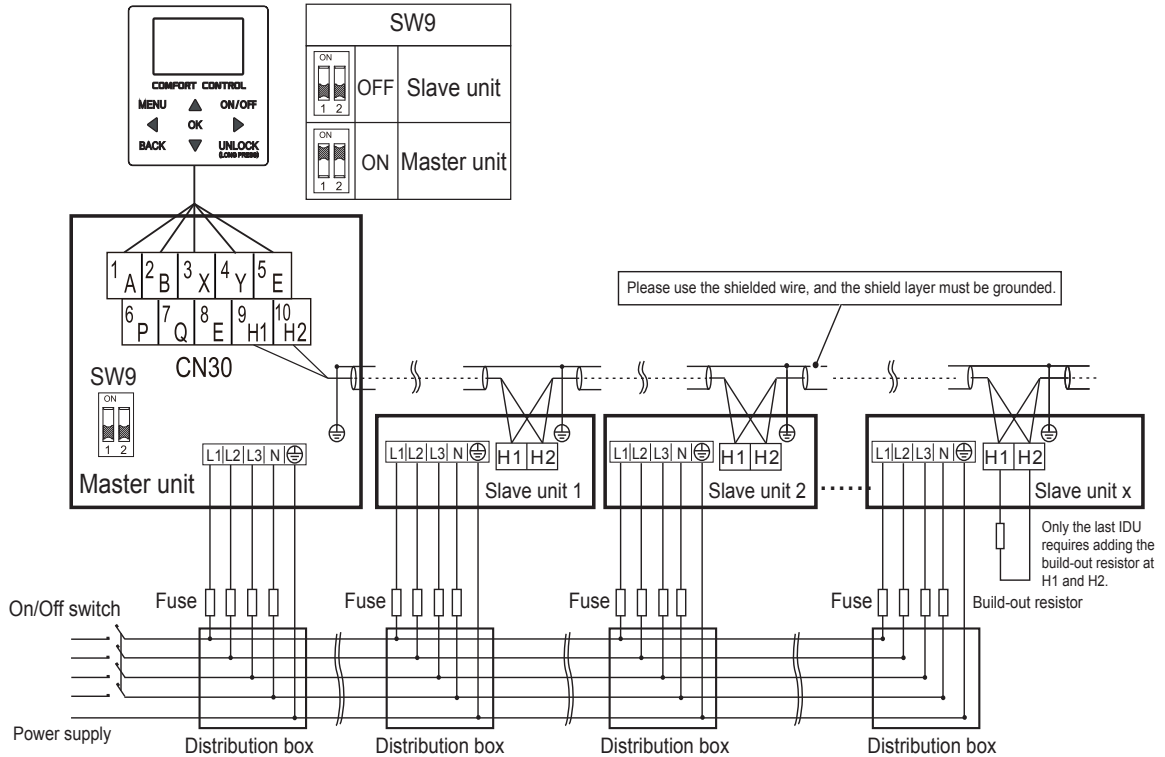 COMFORT CONTROL
MENU ON/OFF
OK
BACK UNLOCK
(LONG PRESS)
SW9
ON
1 2
OFF Slave unit
ON
1 2
ON Master unit
1 A 2 B 3 X 4 Y 5 E
6 P 7 Q 8 E 9 H1 10 H2
CN30
SW9
ON
1 2
L1 L2 L3 N
Master unit
Please use the shielded wire, and the shield layer must be grounded.
L1 L2 L3 N H1 H2
Slave unit 1
L1 L2 L3 N H1 H2
Slave unit 2
L1 L2 L3 N H1 H2
Slave unit x
Only the last IDU
requires adding the
build-out resistor at
H1 and H2.
Build-out resistor
On/Off switch
Fuse
Fuse
Fuse
Fuse
Power supply
Distribution box
Distribution box
Distribution box
Distribution box